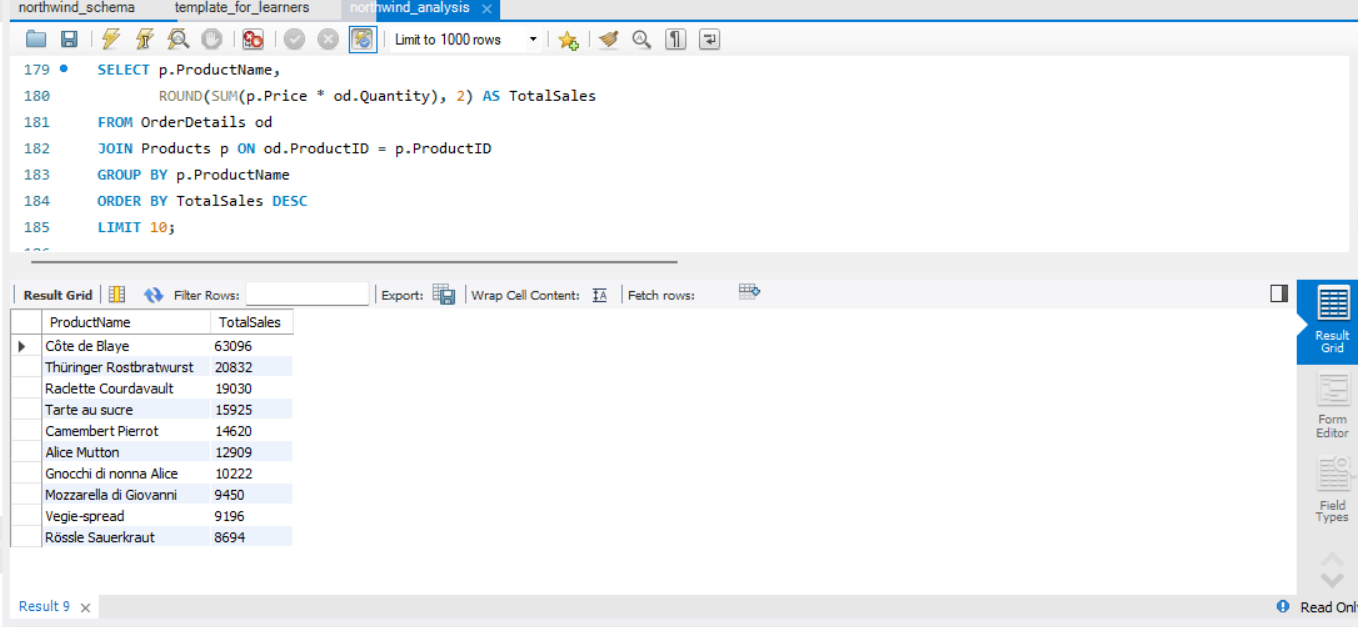 northwind_schema template_for_learners northwind_analysis
Limit to 1000 rows
179 SELECT p.ProductName,
180 ROUND(SUM(p.Price * od.Quantity), 2) AS TotalSales
181 FROM OrderDetails od
182 JOIN Products p ON od.ProductID = p.ProductID
183 GROUP BY p.ProductName
184 ORDER BY TotalSales DESC
185 LIMIT 10;
Result Grid Filter Rows: Export: Wrap Cell Content: Fetch rows:
ProductName TotalSales
Côte de Blaye 63096
Thüringer Rostbratwurst 20832
Raclette Courdavault 19030
Tarte au sucre 15925
Camembert Pierrot 14620
Alice Mutton 12909
Gnocchi di nonna Alice 10222
Mozzarella di Giovanni 9450
Vegie-spread 9196
Rössle Sauerkraut 8694
Result
Grid
Form
Editor
Field
Types
Result 9 Read Onl